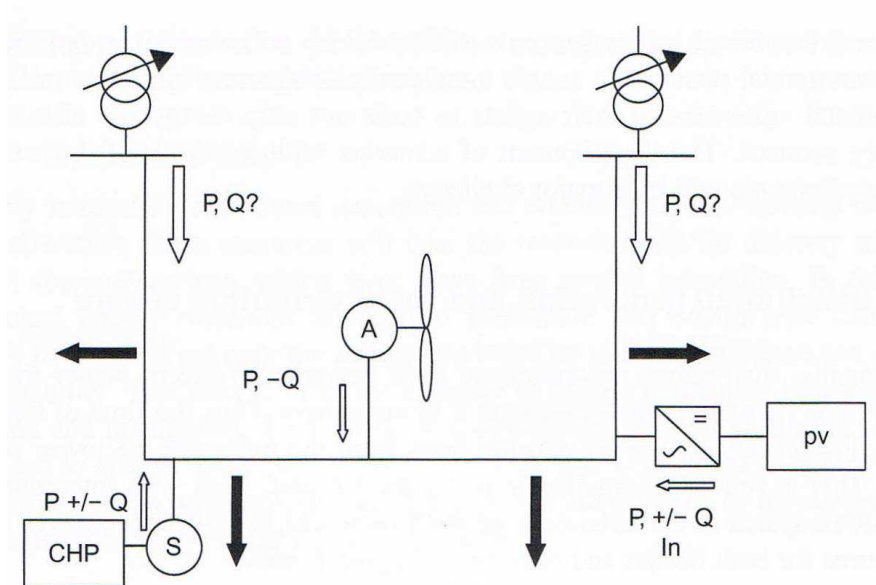 P, Q?
P, Q?
A
P, −Q
=
pv
P +/− Q
P, +/− Q
In
CHP
S